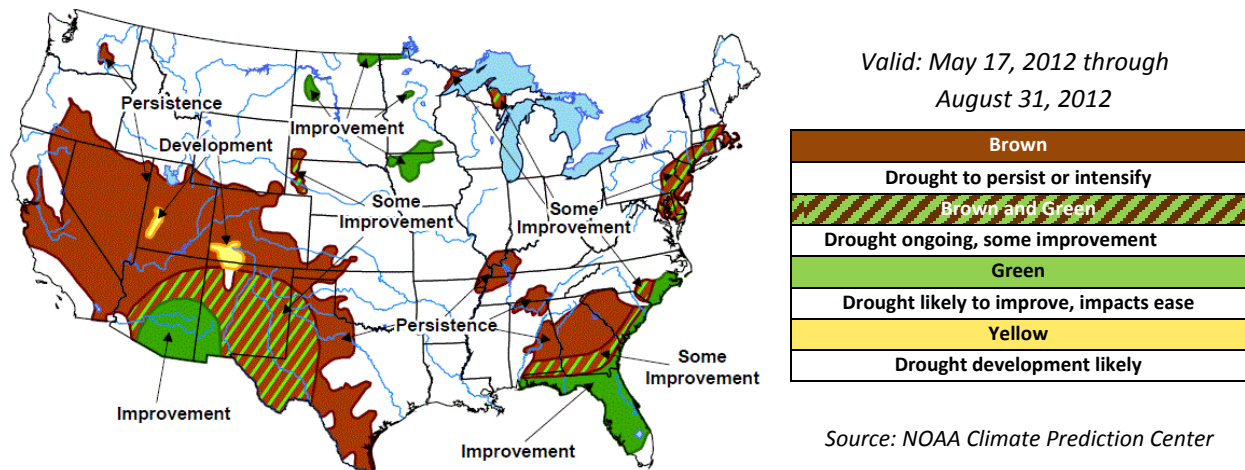 Persistence
Development
Improvement
Some
Improvement
Some
Improvement
Persistence
Some
Improvement
Improvement
Improvement
Valid: May 17, 2012 through
August 31, 2012
Brown
Drought to persist or intensify
Brown and Green
Drought ongoing, some improvement
Green
Drought likely to improve, impacts ease
Yellow
Drought development likely
Source: NOAA Climate Prediction Center